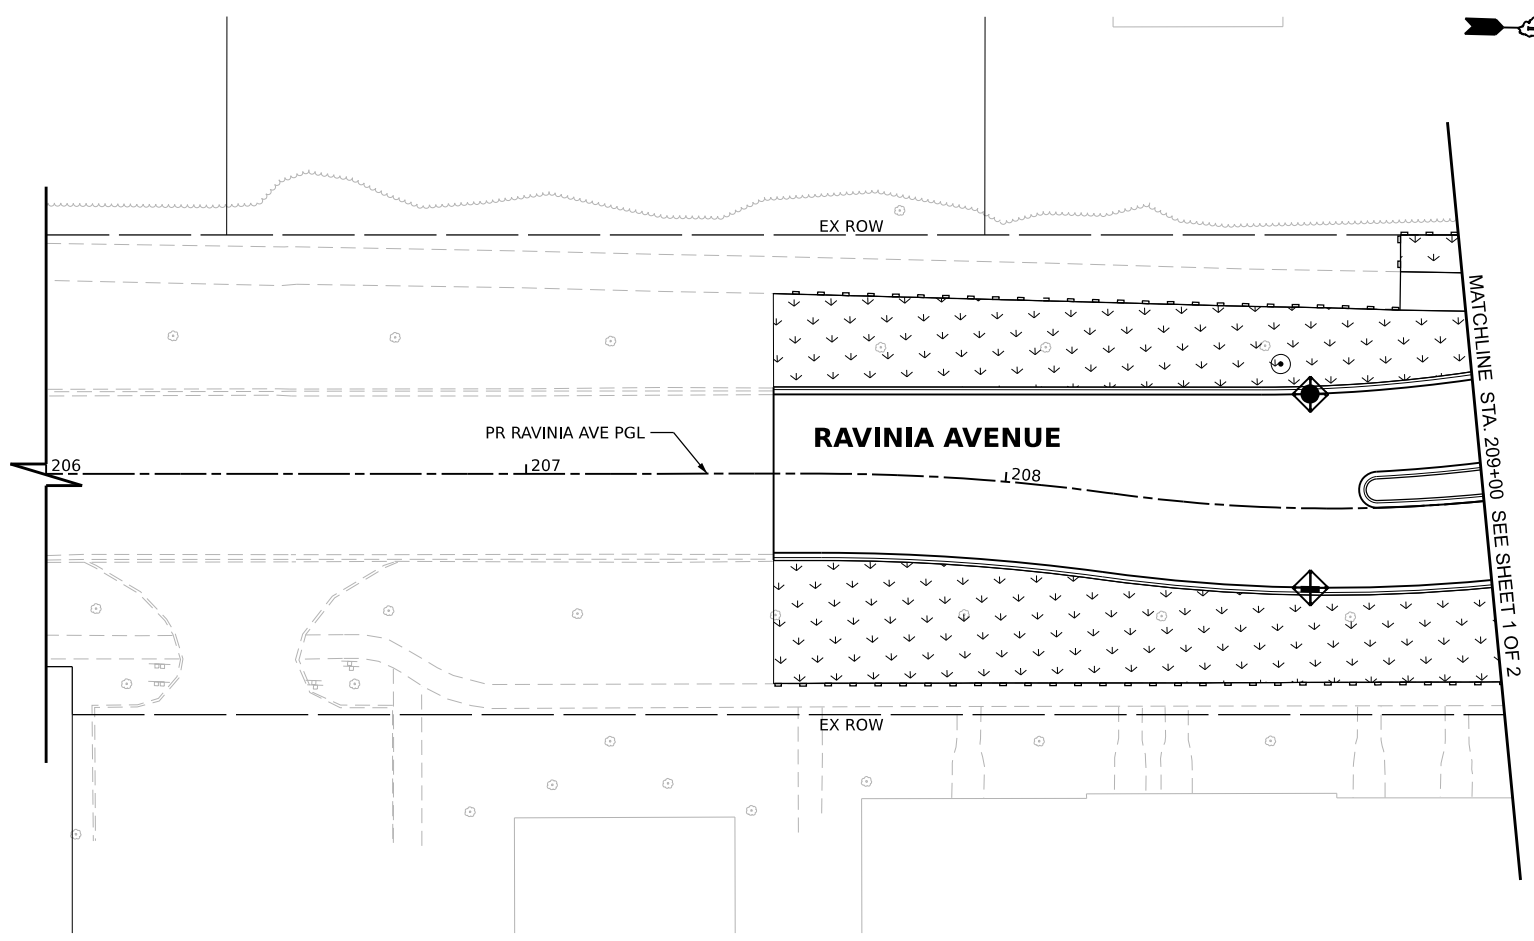 EX ROW
PR RAVINIA AVE PGL
RAVINIA AVENUE
206
207
208
MATCHLINE STA. 209+00 SEE SHEET 1 OF 2
EX ROW